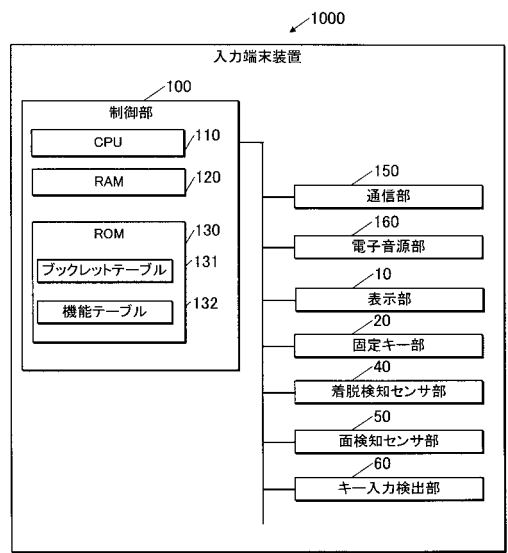 1000
入力端末装置
100
制御部
CPU
110
RAM
120
ROM
130
ブックレットテーブル
131
機能テーブル
132
150
通信部
160
電子音源部
10
表示部
20
固定キー部
40
着脱検知センサ部
50
面検知センサ部
60
キー入力検出部